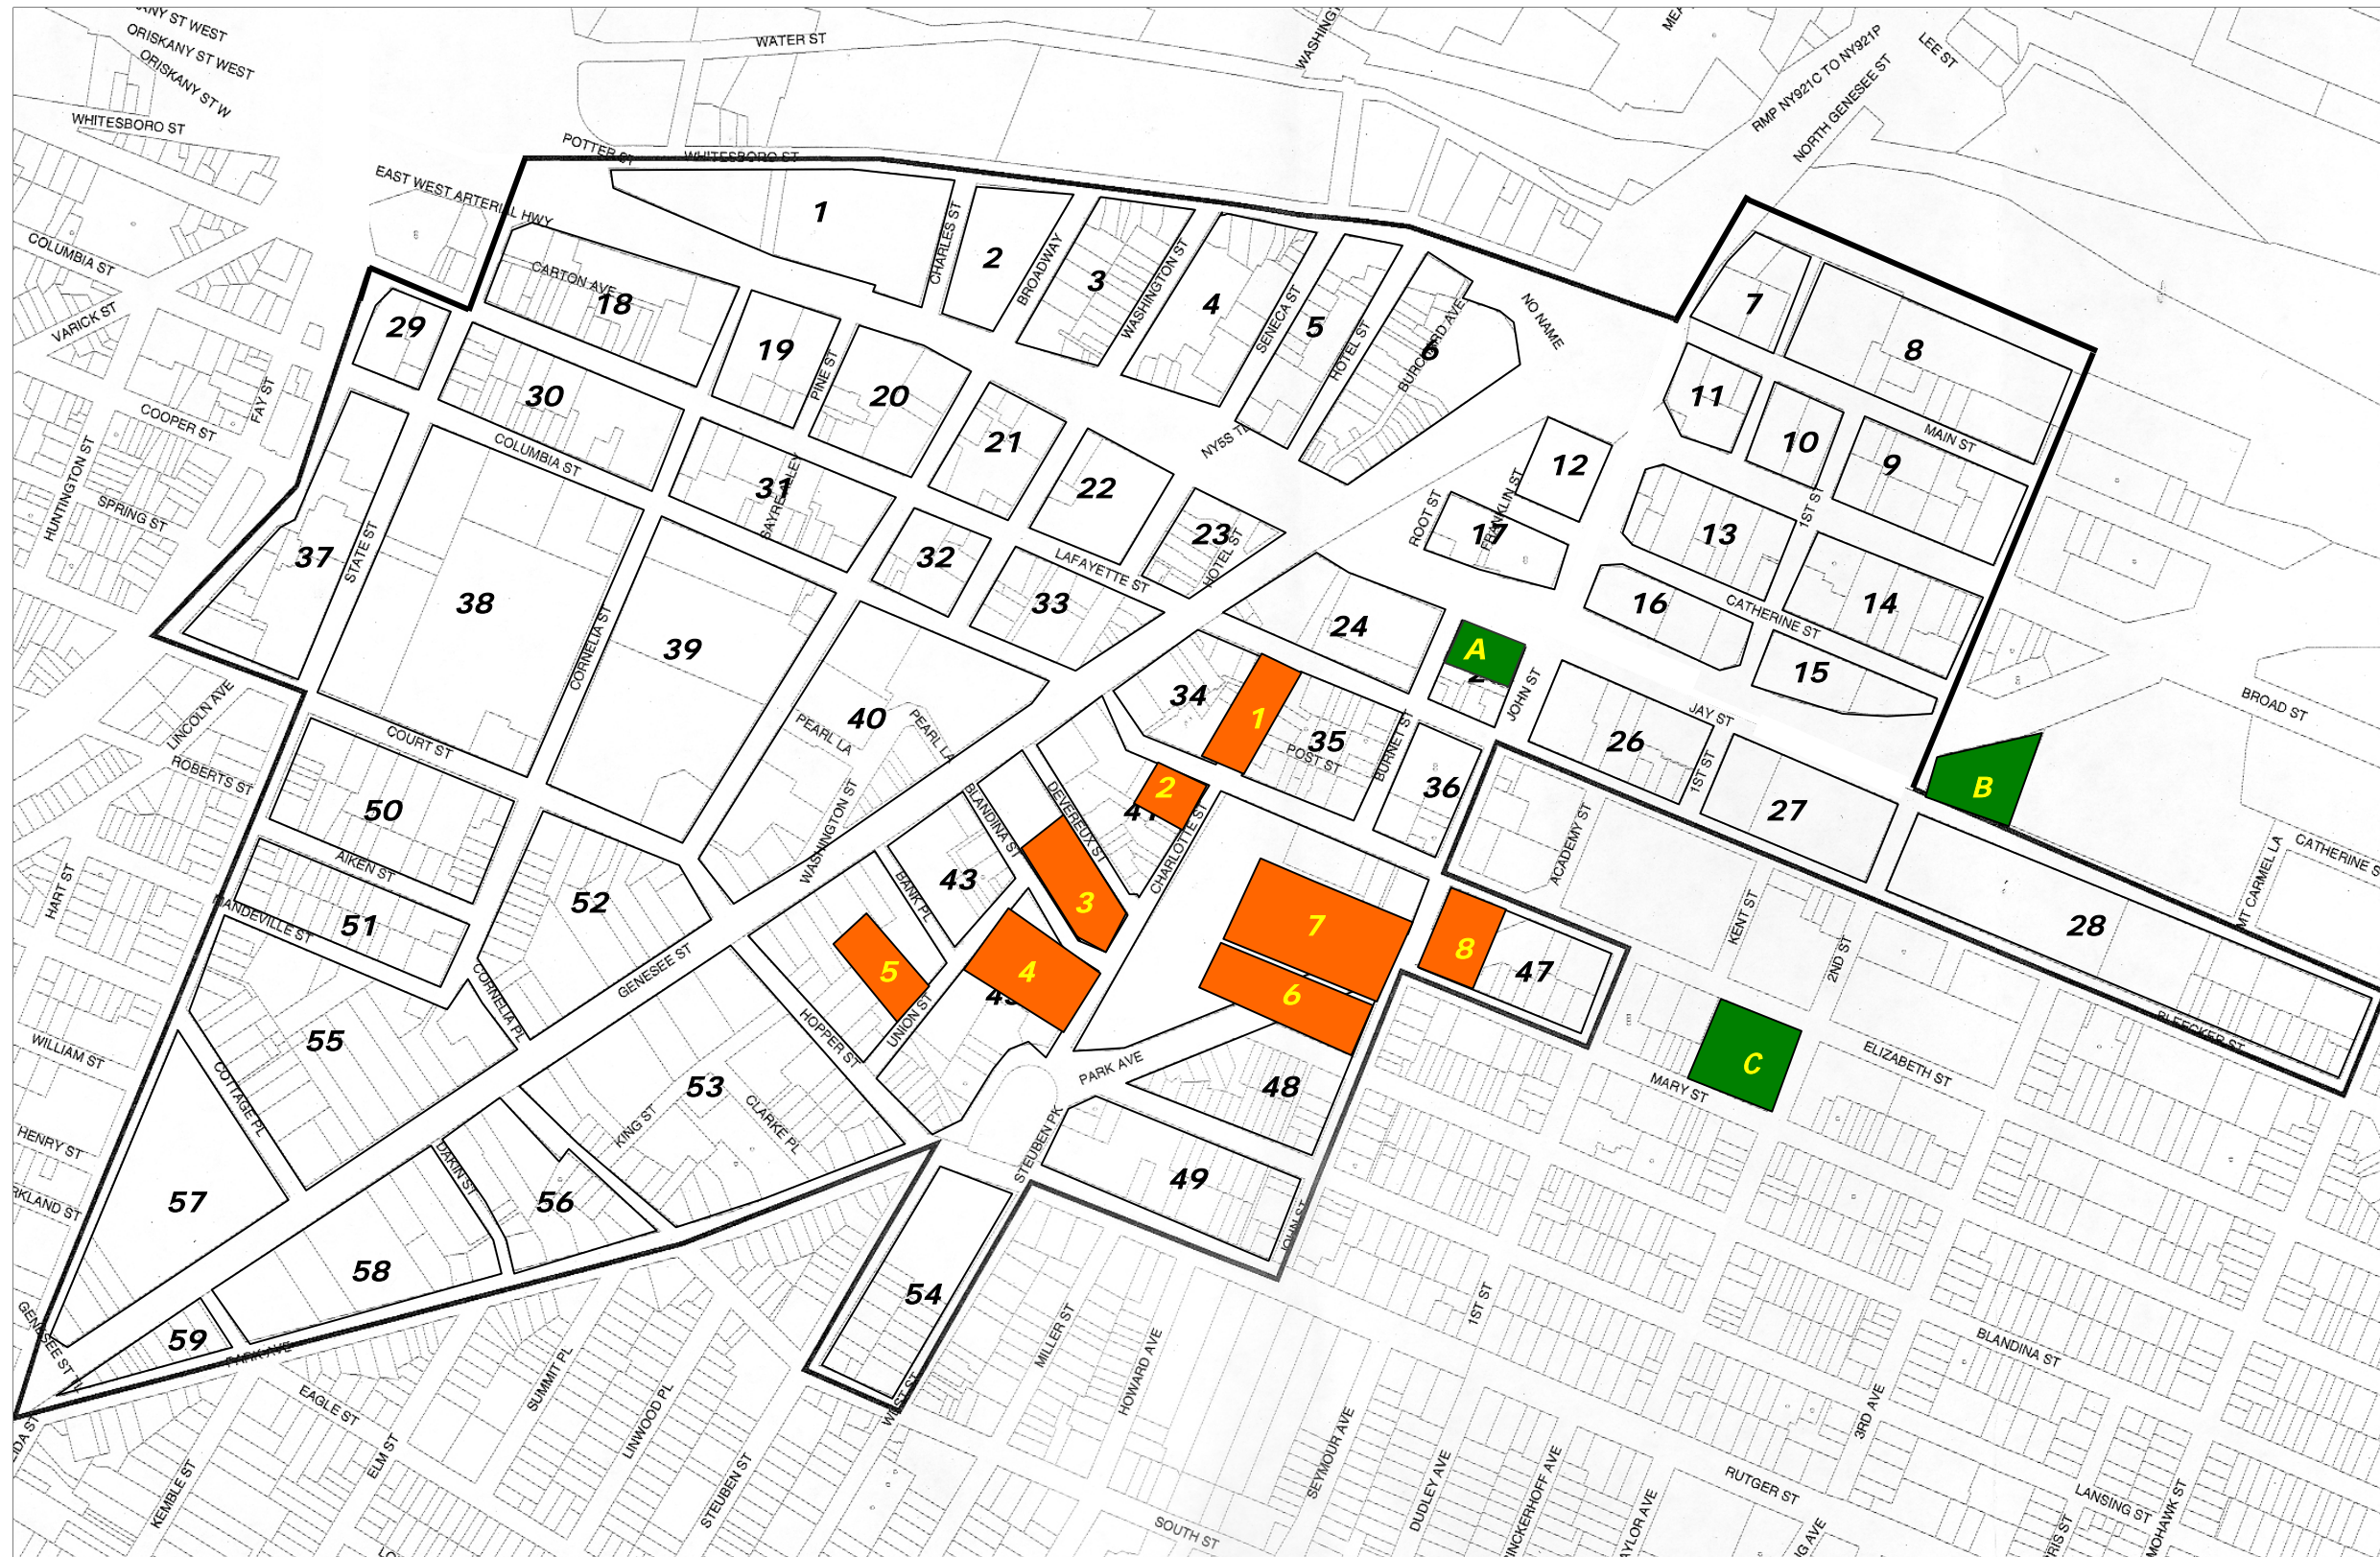 ANY ST WEST
ORISKANY ST WEST
ORISKANY ST W
WHITESBORO ST
WATER ST
LEE ST
RMP NY921C TO NY921P
NORTH GENESEE ST
POTTER ST
WHITESBORO ST
EAST WEST ARTERIAL HWY
COLUMBIA ST
VARICK ST
1
CHARLES ST
2
BROADWAY
3
WASHINGTON ST
4
SENECA ST
5
HOTEL ST
6
NO NAME
7
8
CARTON AVE
18
29
19
PINE ST
20
30
FAY ST
COOPER ST
HUNTINGTON ST
SPRING ST
COLUMBIA ST
31
21
22
23
HOTEL ST
12
11
10
9
MAIN ST
ROOT ST
FRANKLIN ST
17
13
1ST ST
14
CATHERINE ST
16
15
37
STATE ST
38
CORNELIA ST
39
32
33
LAFAYETTE ST
24
A
JOHN ST
34
1
35
POST ST
BURNET ST
36
26
JAY ST
1ST ST
27
B
BROAD ST
CATHERINE S
MT CARMEL LA
28
BLEECKER ST
LINCOLN AVE
ROBERTS ST
COURT ST
40
PEARL LA
PEARL LA
WASHINGTON ST
50
AIKEN ST
51
MANDEVILLE ST
HART ST
52
BLANDINA ST
DEVEREUX ST
2
CHARLOTTE ST
43
BANK PL
3
4
5
UNION ST
7
6
8
47
ACADEMY ST
KENT ST
2ND ST
C
MARY ST
ELIZABETH ST
WILLIAM ST
HENRY ST
RKLAND ST
55
CORNELIA PL
COTTAGE PL
GENESEE ST
HOPPER ST
53
KING ST
CLARKE PL
PARK AVE
48
STEUBEN PK
49
JOHN ST
57
DAKIN ST
56
58
59
GENESEE ST
PARK AVE
54
WEST ST
MILLER ST
HOWARD AVE
1ST ST
BLANDINA ST
3RD AVE
EAGLE ST
SUMMIT PL
LINWOOD PL
ELM ST
KEMBLE ST
STEUBEN ST
SOUTH ST
SEYMOUR AVE
DUDLEY AVE
RUTGER ST
LANSING ST
MOHAWK ST